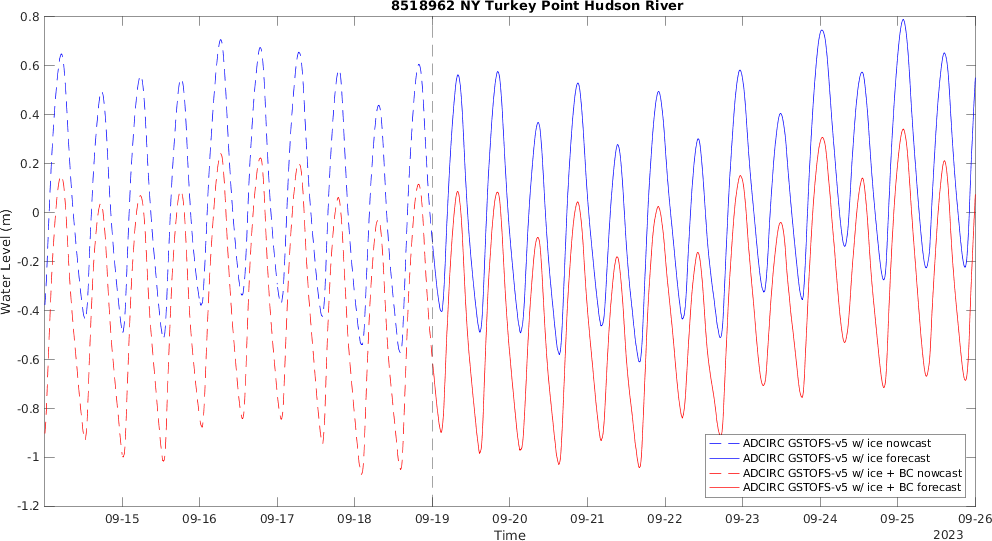 8518962 NY Turkey Point Hudson River
0.8
0.6
0.4
0.2
0
-0.2
-0.4
-0.6
-0.8
-1
-1.2
Water Level (m)
ADCIRC GSTOFS-v5 w/ ice nowcast
ADCIRC GSTOFS-v5 w/ ice forecast
ADCIRC GSTOFS-v5 w/ ice + BC nowcast
ADCIRC GSTOFS-v5 w/ ice + BC forecast
09-15 09-16 09-17 09-18 09-19 09-20 09-21 09-22 09-23 09-24 09-25 09-26
Time
2023